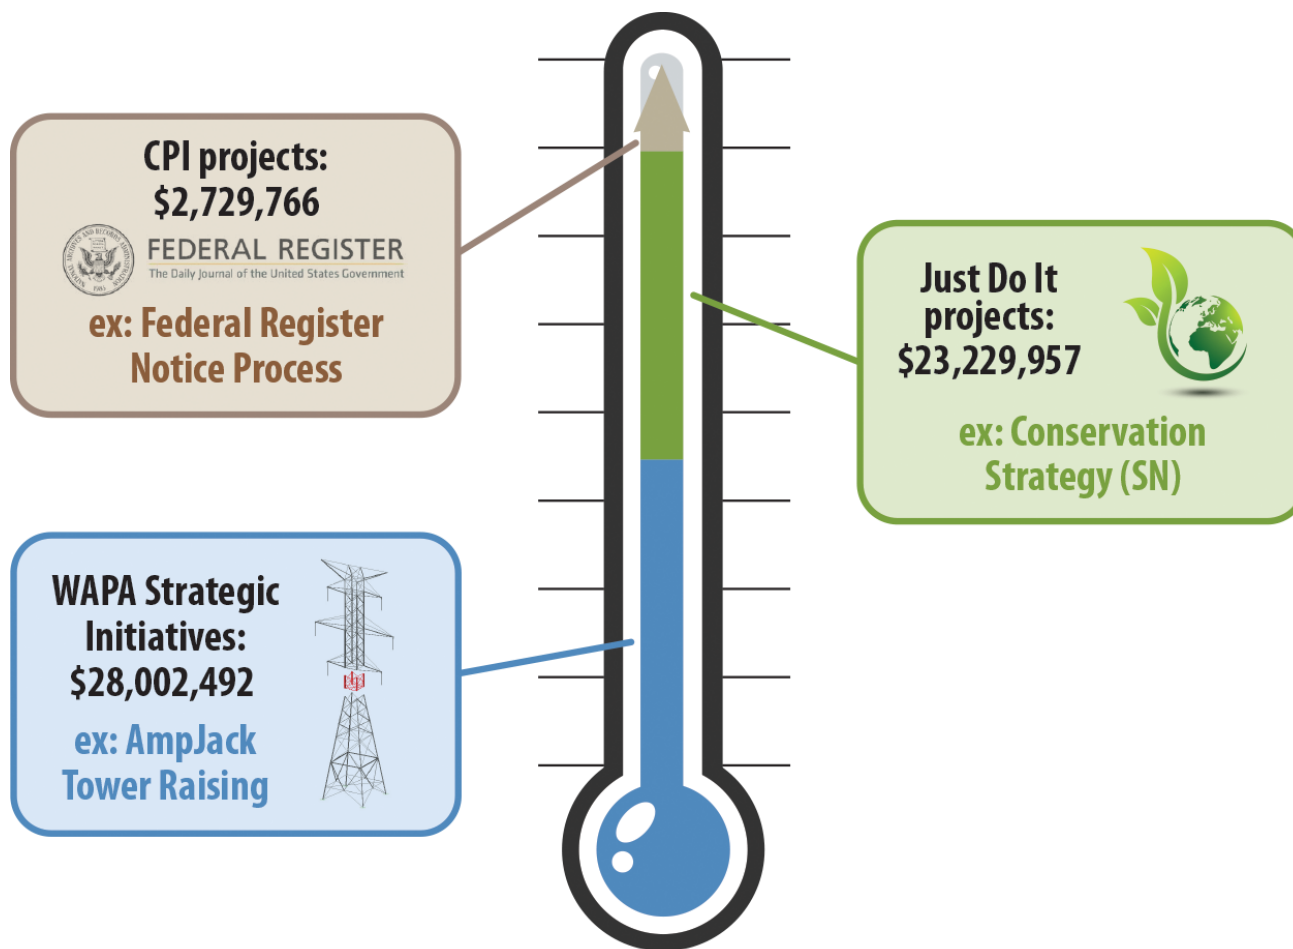 CPI projects:
$2,729,766
FEDERAL REGISTER
The Daily Journal of the United States Government
ex: Federal Register
Notice Process
Just Do It
projects:
$23,229,957
ex: Conservation
Strategy (SN)
WAPA Strategic
Initiatives:
$28,002,492
ex: AmpJack
Tower Raising